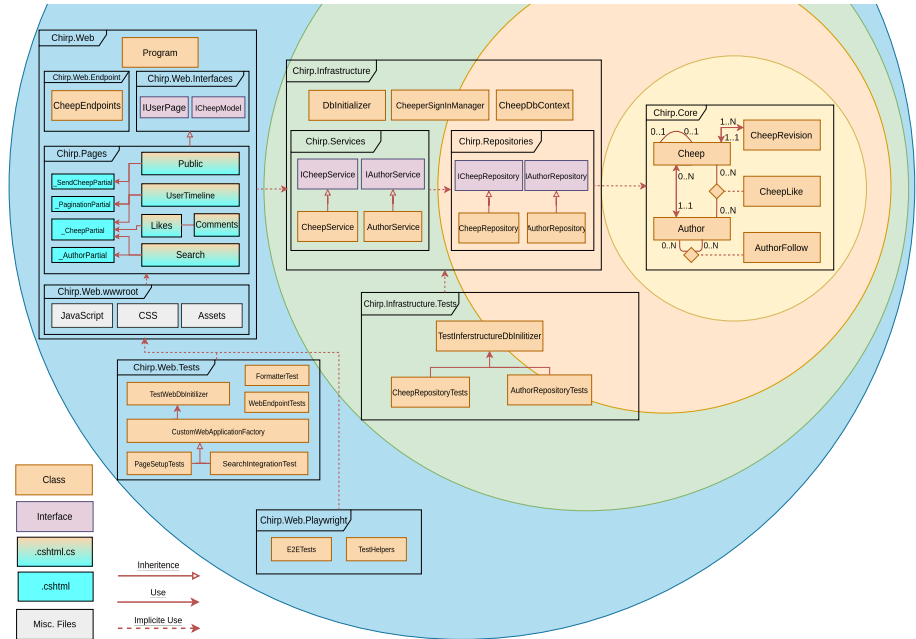 Chirp.Web
Program
Chirp.Web.Endpoint
CheepEndpoints
Chirp.Web.Interfaces
IUserPage
ICheepModel
Chirp.Pages
_SendCheepPartial
_PaginationPartial
_CheepPartial
_AuthorPartial
Public
UserTimeline
Likes
Comments
Search
Chirp.Web.wwwroot
JavaScript
CSS
Assets
Chirp.Infrastructure
DbInitializer
CheeperSignInManager
CheepDbContext
Chirp.Services
ICheepService
IAuthorService
CheepService
AuthorService
Chirp.Repositories
ICheepRepository
IAuthorRepository
CheepRepository
AuthorRepository
Chirp.Core
0..1
0..1
1..N
1..1
Cheep
CheepRevision
0..N
0..N
CheepLike
1..1
0..N
Author
0..N
0..N
AuthorFollow
Chirp.Infrastructure.Tests
TestInferstructureDbInilitizer
CheepRepositoryTests
AuthorRepositoryTests
Chirp.Web.Tests
TestWebDbInilitizer
FormatterTest
WebEndpointTests
CustomWebApplicationFactory
PageSetupTests
SearchIntegrationTest
Chirp.Web.Playwright
E2ETests
TestHelpers
Class
Interface
.cshtml.cs
.cshtml
Misc. Files
Inheritence
Use
Implicite Use